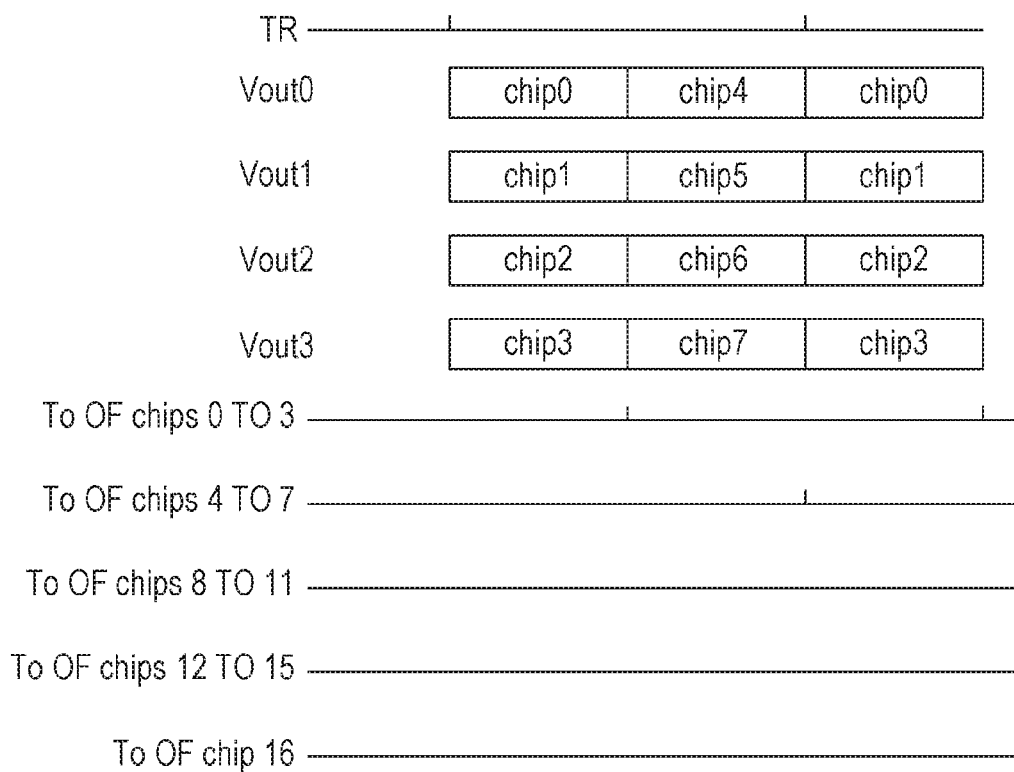 TR
Vout0 chip0 chip4 chip0
Vout1 chip1 chip5 chip1
Vout2 chip2 chip6 chip2
Vout3 chip3 chip7 chip3
To OF chips 0 TO 3
To OF chips 4 TO 7
To OF chips 8 TO 11
To OF chips 12 TO 15
To OF chip 16